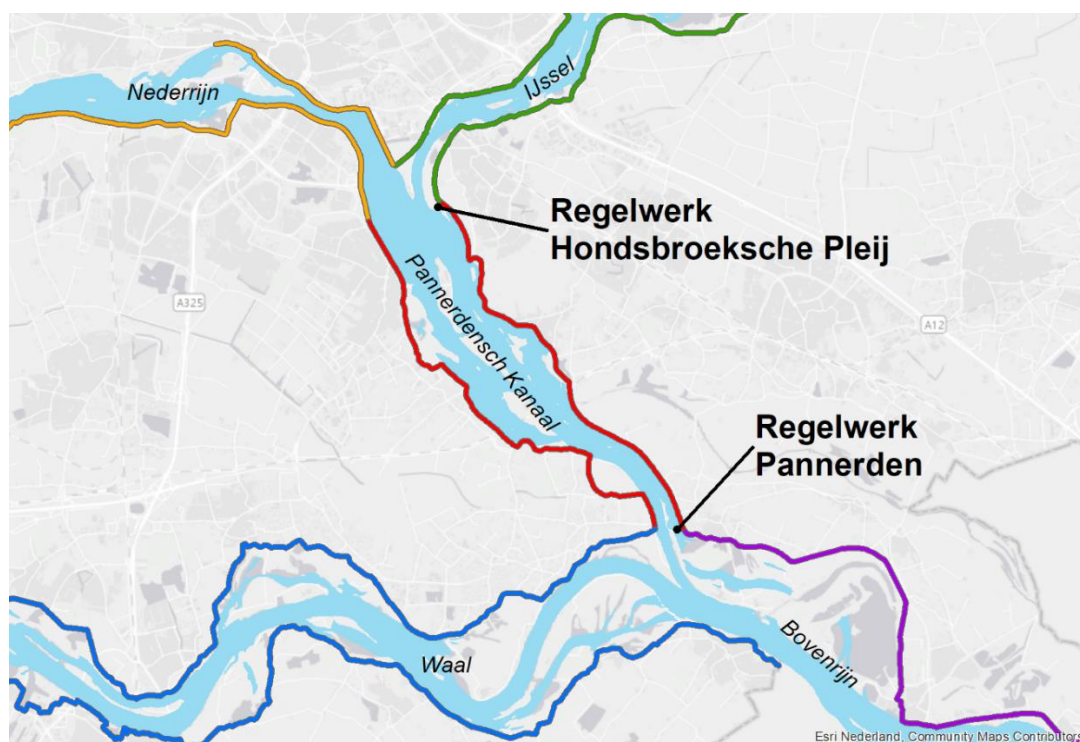 Nederrijn
IJssel
Regelwerk
Hondsbroeksche Pleij
Pannerdensch Kanaal
A325
A12
Regelwerk
Pannerden
Bovenrijn
Waal
Esri Nederland, Community Maps Contributors